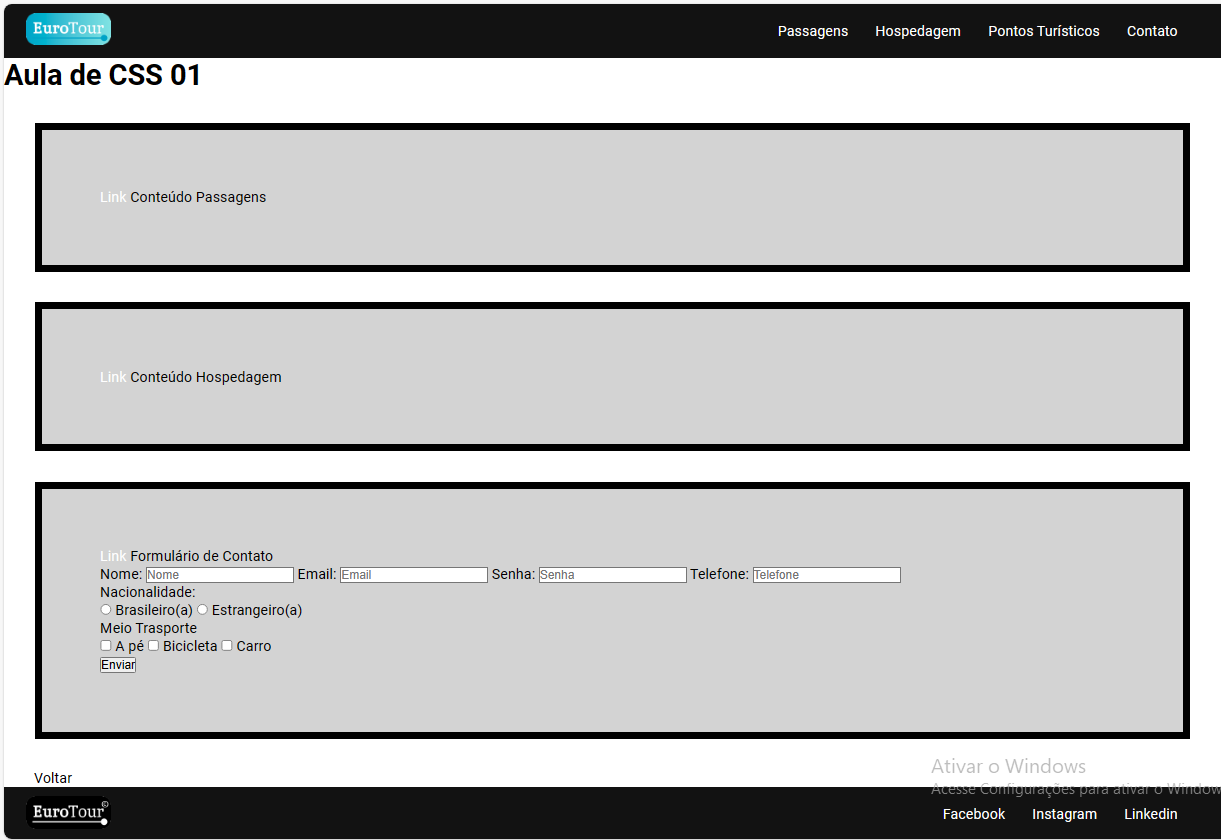 EuroTour
Passagens Hospedagem Pontos Turísticos Contato
Aula de CSS 01
Link Conteúdo Passagens
Link Conteúdo Hospedagem
Link Formulário de Contato
Nome: Nome Email: Email Senha: Senha Telefone: Telefone
Nacionalidade:
Brasileiro(a) Estrangeiro(a)
Meio Trasporte
A pé Bicicleta Carro
Enviar
Ativar o Windows
Voltar
Acesse Configurações para ativar o Window
EuroTour©
Facebook Instagram Linkedin